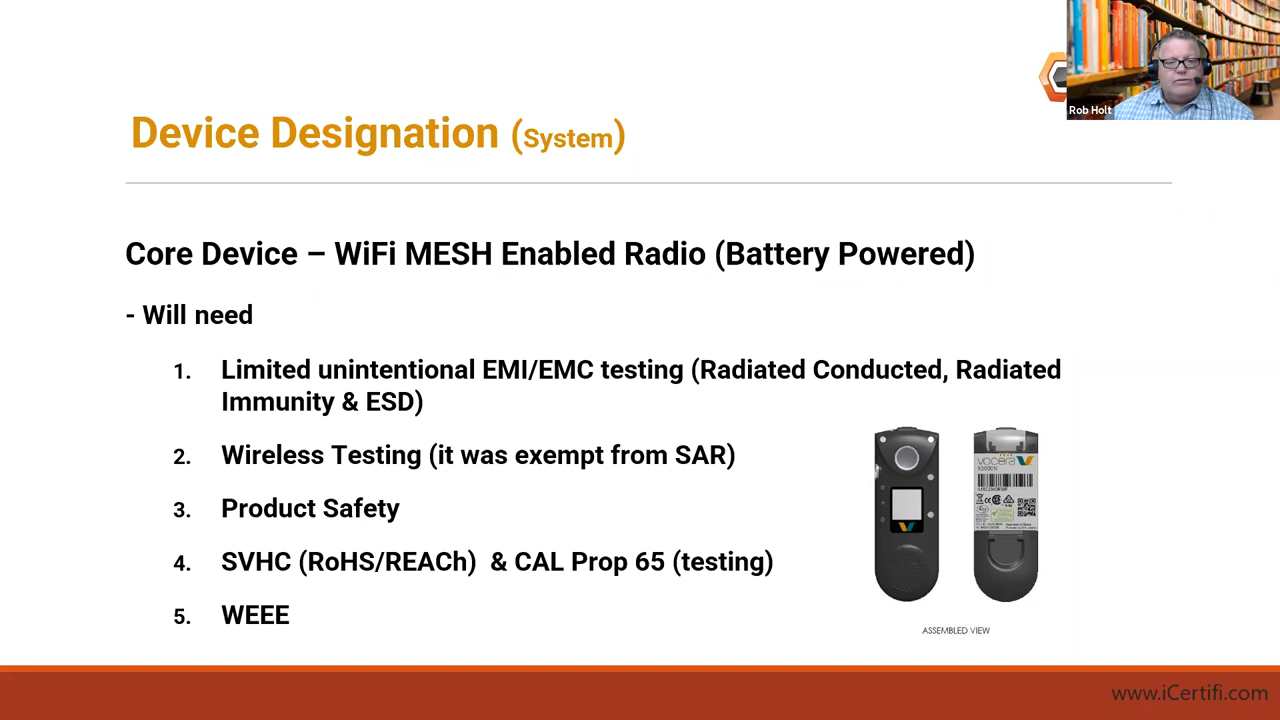 Rob Holt
Device Designation (System)
Core Device – WiFi MESH Enabled Radio (Battery Powered)
- Will need
1. Limited unintentional EMI/EMC testing (Radiated Conducted, Radiated
Immunity & ESD)
2. Wireless Testing (it was exempt from SAR)
3. Product Safety
4. SVHC (RoHS/REACh) & CAL Prop 65 (testing)
5. WEEE
vocera
ASSEMBLED VIEW
www.iCertifi.com